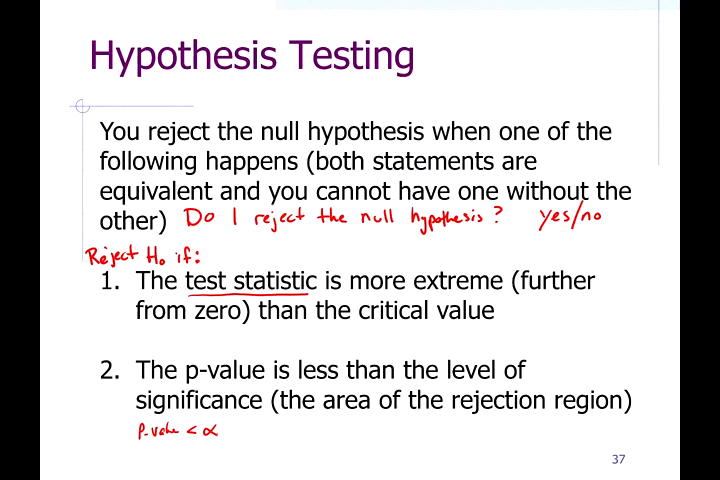 Hypothesis Testing
You reject the null hypothesis when one of the
following happens (both statements are
equivalent and you cannot have one without the
other) Do I reject the null hypothesis? yes/no
Reject H₀ if:
1. The test statistic is more extreme (further
from zero) than the critical value
2. The p-value is less than the level of
significance (the area of the rejection region)
p-value < α
37